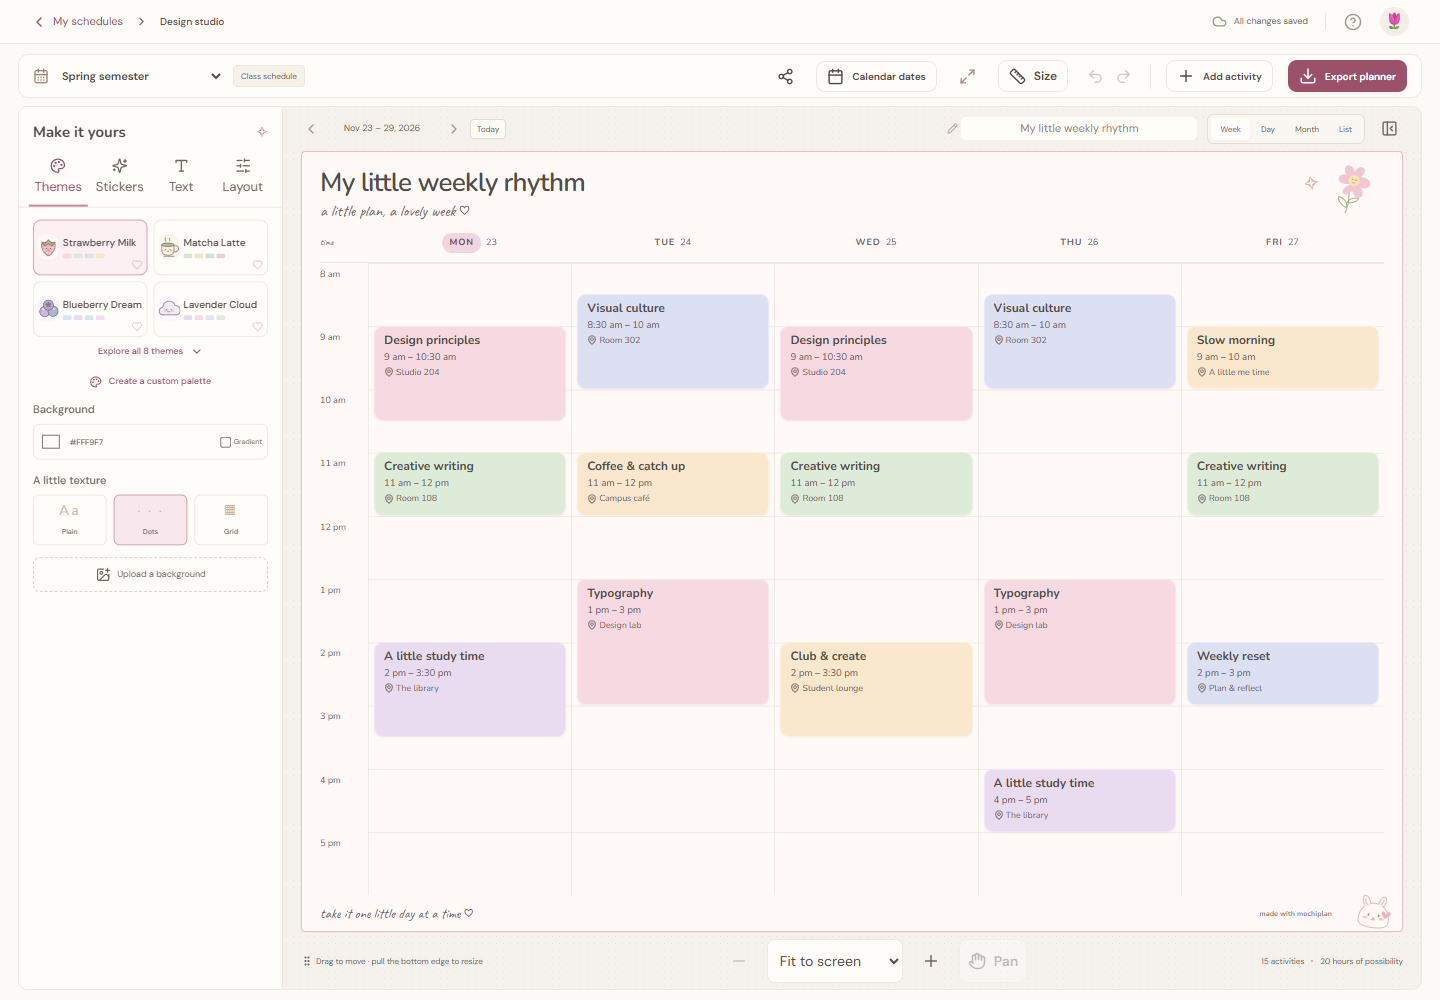 My schedules
Design studio
All changes saved
Spring semester
Class schedule
Calendar dates
Size
Add activity
Export planner
Make it yours
Themes
Stickers
Text
Layout
Strawberry Milk
Matcha Latte
Blueberry Dream
Lavender Cloud
Explore all 8 themes
Create a custom palette
Background
#FFF9F7
Gradient
A little texture
Aa
Plain
Dots
Grid
Upload a background
Nov 23 – 29, 2026
Today
My little weekly rhythm
Week
Day
Month
List
My little weekly rhythm
a little plan, a lovely week ♡
time
MON 23
TUE 24
WED 25
THU 26
FRI 27
8 am
9 am
10 am
11 am
12 pm
1 pm
2 pm
3 pm
4 pm
5 pm
Design principles
9 am – 10:30 am
Studio 204
Creative writing
11 am – 12 pm
Room 108
A little study time
2 pm – 3:30 pm
The library
Visual culture
8:30 am – 10 am
Room 302
Coffee & catch up
11 am – 12 pm
Campus café
Typography
1 pm – 3 pm
Design lab
Design principles
9 am – 10:30 am
Studio 204
Creative writing
11 am – 12 pm
Room 108
Club & create
2 pm – 3:30 pm
Student lounge
Visual culture
8:30 am – 10 am
Room 302
Typography
1 pm – 3 pm
Design lab
A little study time
4 pm – 5 pm
The library
Slow morning
9 am – 10 am
A little me time
Creative writing
11 am – 12 pm
Room 108
Weekly reset
2 pm – 3 pm
Plan & reflect
take it one little day at a time ♡
made with mochiplan
Drag to move · pull the bottom edge to resize
Fit to screen
Pan
15 activities • 20 hours of possibility